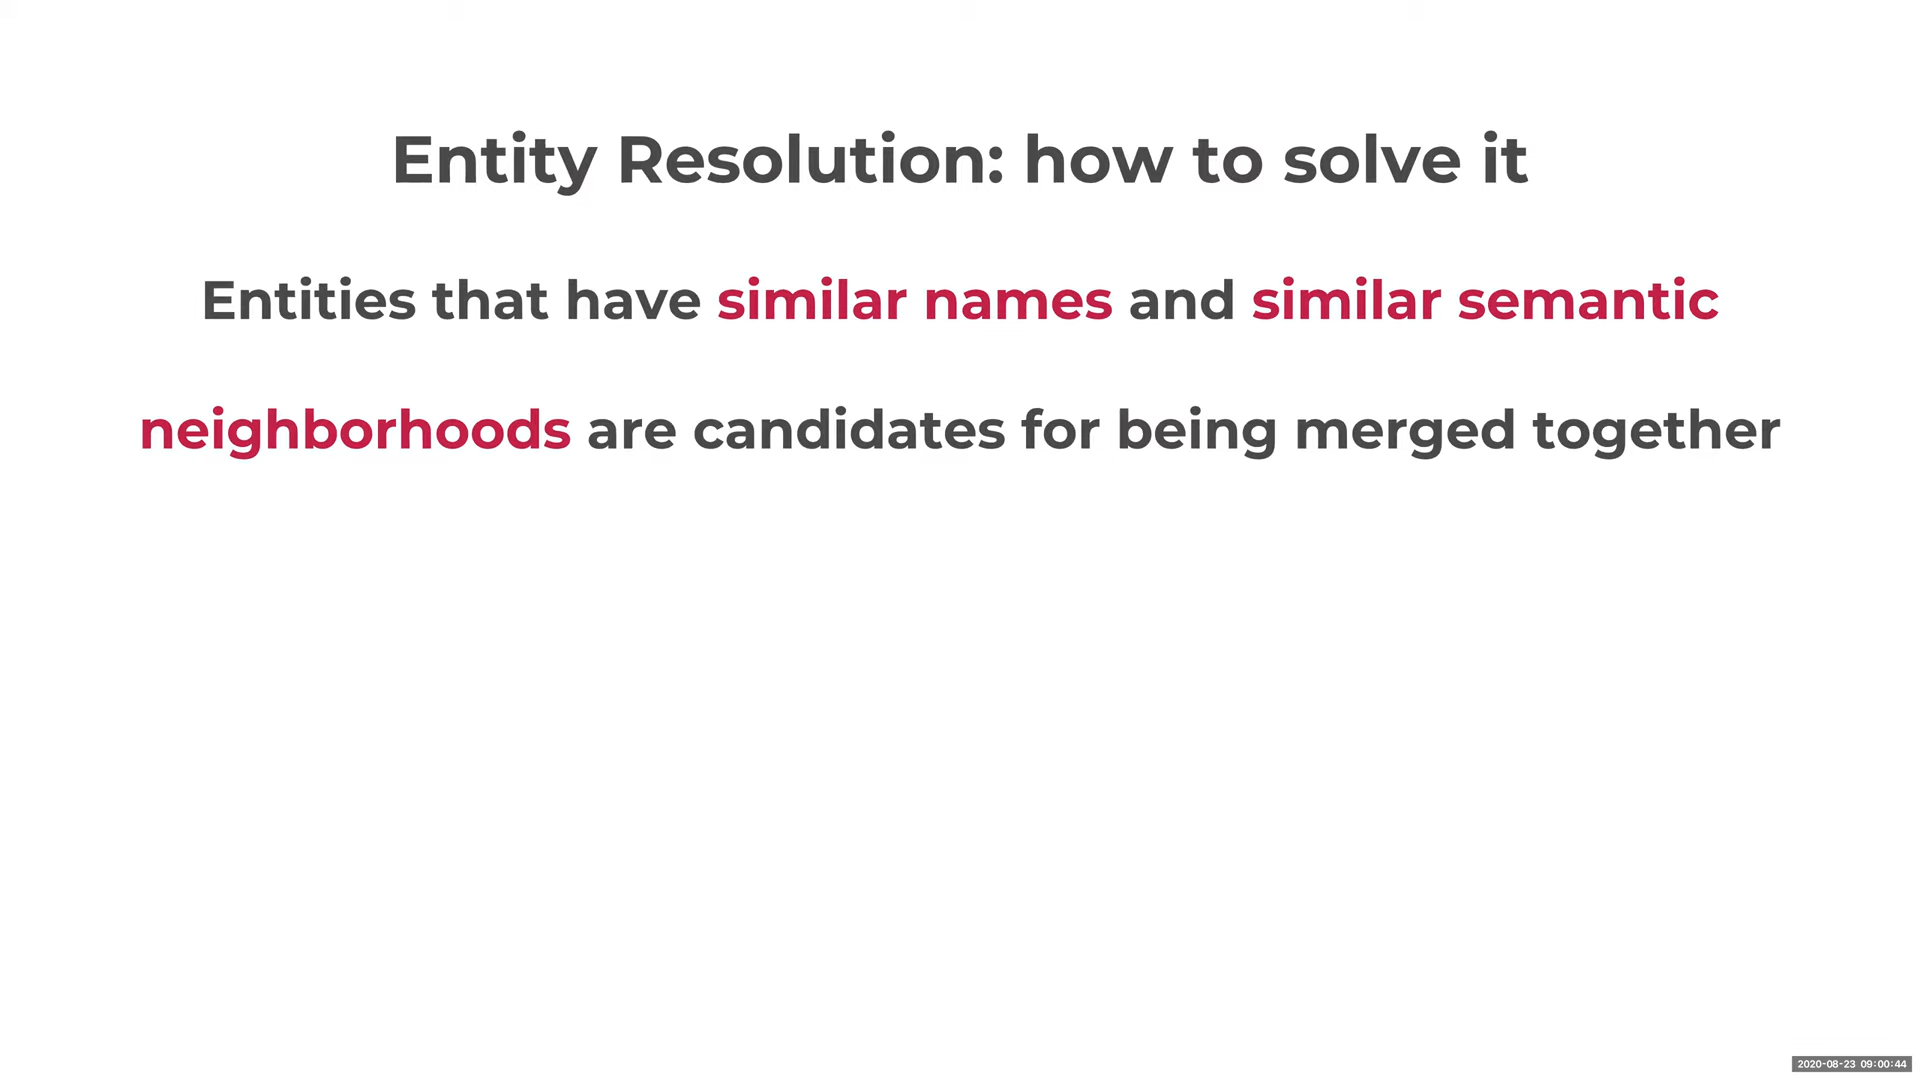 Entity Resolution: how to solve it
Entities that have similar names and similar semantic
neighborhoods are candidates for being merged together
2020-08-23 09:00:44